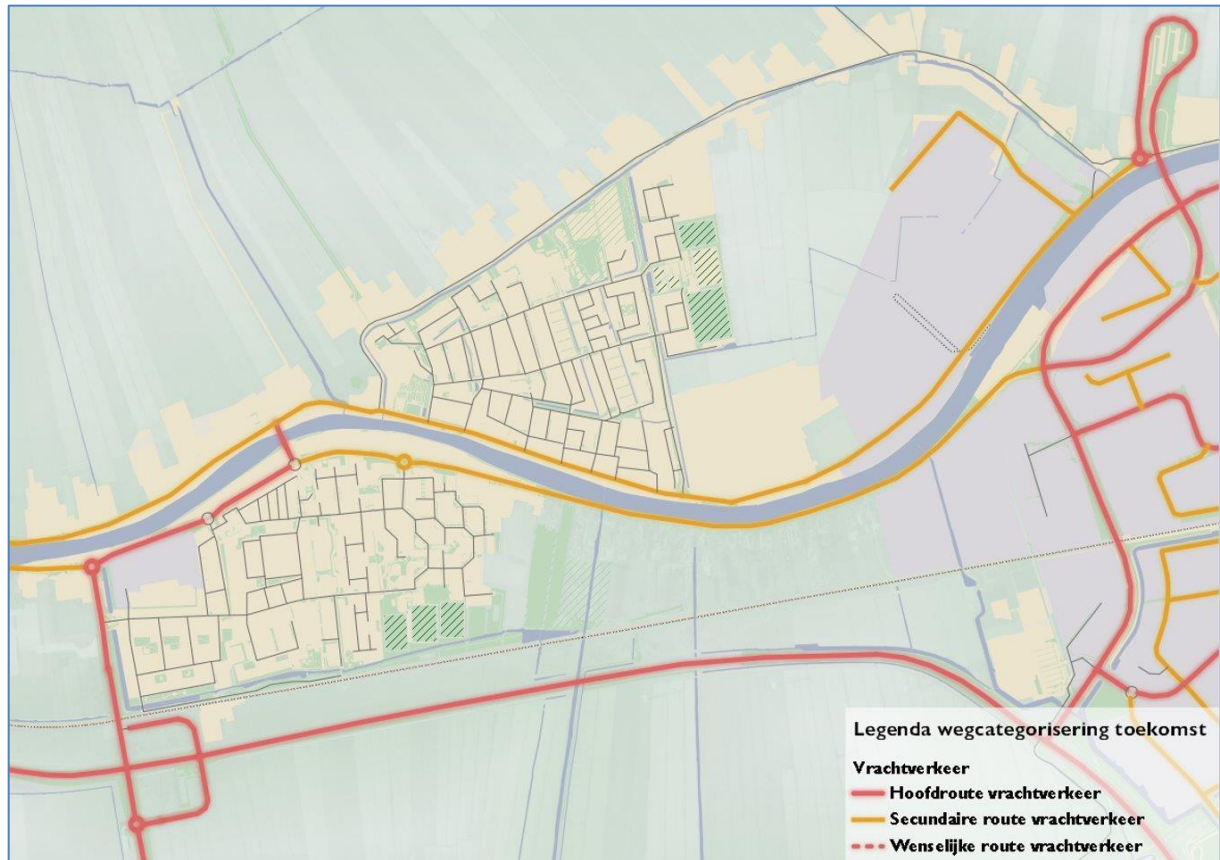 Legenda wegcategorisering toekomst
Vrachtverkeer
Hoofdroute vrachtverkeer
Secundaire route vrachtverkeer
Wenselijke route vrachtverkeer